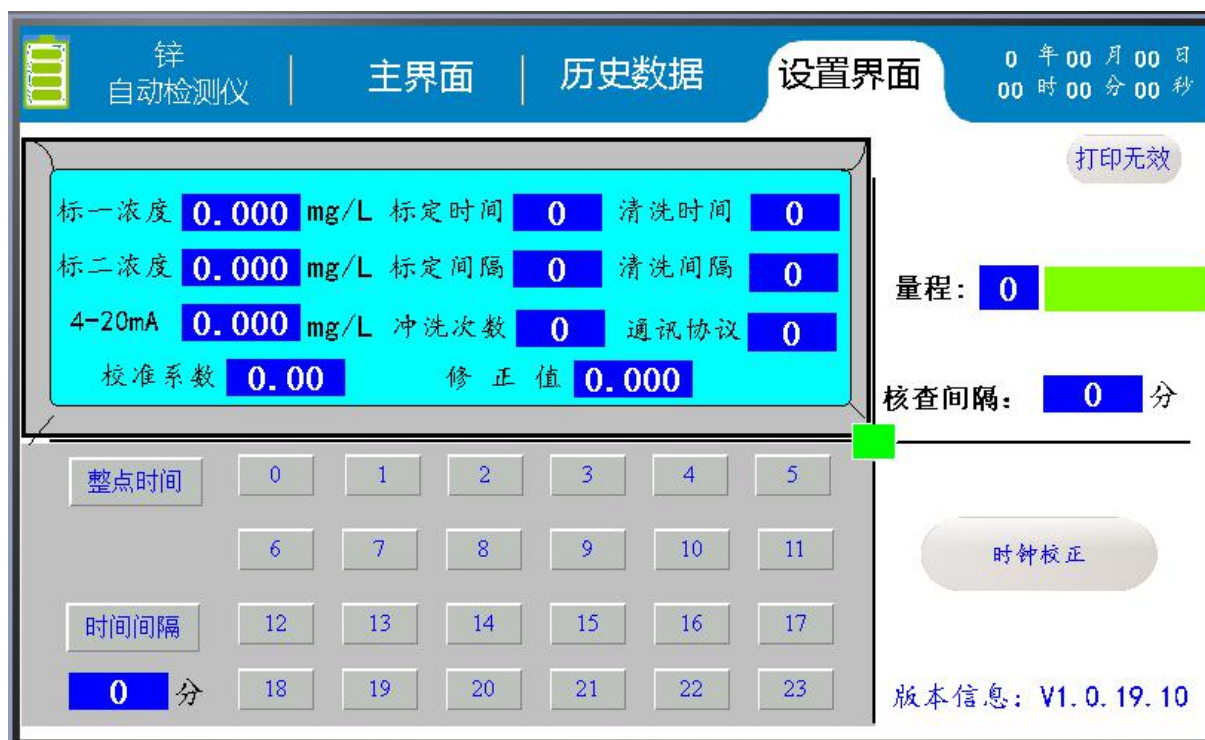 锌
自动检测仪
主界面
历史数据
设置界面
0 年 00 月 00 日
00 时 00 分 00 秒
打印无效
标一浓度 0.000 mg/L 标定时间 0 清洗时间 0
标二浓度 0.000 mg/L 标定间隔 0 清洗间隔 0
4-20mA 0.000 mg/L 冲洗次数 0 通讯协议 0
校准系数 0.00 修正值 0.000
量程: 0
核查间隔: 0 分
整点时间 0 1 2 3 4 5
6 7 8 9 10 11
时间间隔 12 13 14 15 16 17
0 分 18 19 20 21 22 23
时钟校正
版本信息: V1.0.19.10